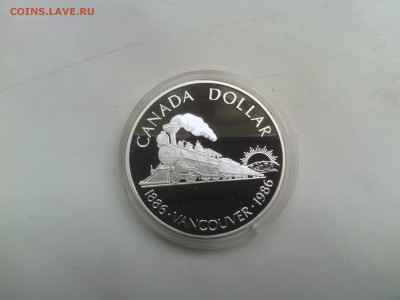 COINS.LAVE.RU
CANADA DOLLAR
1886 · VANCOUVER · 1986